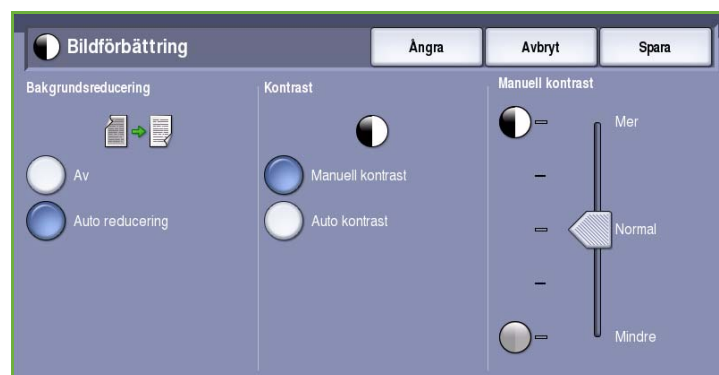 Bildförbättring
Ångra
Avbryt
Spara
Bakgrundsreducering
Av
Auto reducering
Kontrast
Manuell kontrast
Auto kontrast
Manuell kontrast
Mer
Normal
Mindre